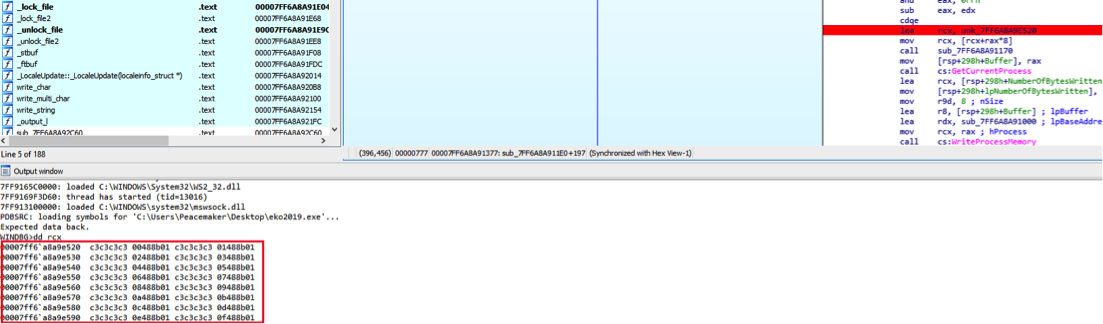 _lock_file .text 00007FF6A8A91E04
_lock_file2 .text 00007FF6A8A91E68
_unlock_file .text 00007FF6A8A91E9C
_unlock_file2 .text 00007FF6A8A91EE8
_stbuf .text 00007FF6A8A91F08
_ftbuf .text 00007FF6A8A91FDC
_LocaleUpdate::_LocaleUpdate(localeinfo_struct *) .text 00007FF6A8A92014
write_char .text 00007FF6A8A920B8
write_multi_char .text 00007FF6A8A92100
write_string .text 00007FF6A8A92154
_output_l .text 00007FF6A8A921FC
sub_7FF6A8A92C60 .text 00007FF6A8A92C60
Line 5 of 188
sub eax, edx
cdqe
lea rcx, unk_7FF6A8A9E520
mov rcx, [rcx+rax*8]
call sub_7FF6A8A91170
mov [rsp+298h+Buffer], rax
call cs:GetCurrentProcess
lea rcx, [rsp+298h+NumberOfBytesWritten]
mov [rsp+298h+lpNumberOfBytesWritten],
mov r9d, 8 ; nSize
lea r8, [rsp+298h+Buffer] ; lpBuffer
lea rdx, sub_7FF6A8A91000 ; lpBaseAddre
mov rcx, rax ; hProcess
call cs:WriteProcessMemory
(396,456) 00000777 00007FF6A8A91377: sub_7FF6A8A911E0+197 (Synchronized with Hex View-1)
Output window
7FF9165C0000: loaded C:\WINDOWS\System32\WS2_32.dll
7FF9169F3D60: thread has started (tid=13016)
7FF913100000: loaded C:\WINDOWS\system32\mswsock.dll
PDBSRC: loading symbols for 'C:\Users\Peacemaker\Desktop\eko2019.exe'...
Expected data back.
WINDBG>dd rcx
00007ff6`a8a9e520 c3c3c3c3 00488b01 c3c3c3c3 01488b01
00007ff6`a8a9e530 c3c3c3c3 02488b01 c3c3c3c3 03488b01
00007ff6`a8a9e540 c3c3c3c3 04488b01 c3c3c3c3 05488b01
00007ff6`a8a9e550 c3c3c3c3 06488b01 c3c3c3c3 07488b01
00007ff6`a8a9e560 c3c3c3c3 08488b01 c3c3c3c3 09488b01
00007ff6`a8a9e570 c3c3c3c3 0a488b01 c3c3c3c3 0b488b01
00007ff6`a8a9e580 c3c3c3c3 0c488b01 c3c3c3c3 0d488b01
00007ff6`a8a9e590 c3c3c3c3 0e488b01 c3c3c3c3 0f488b01